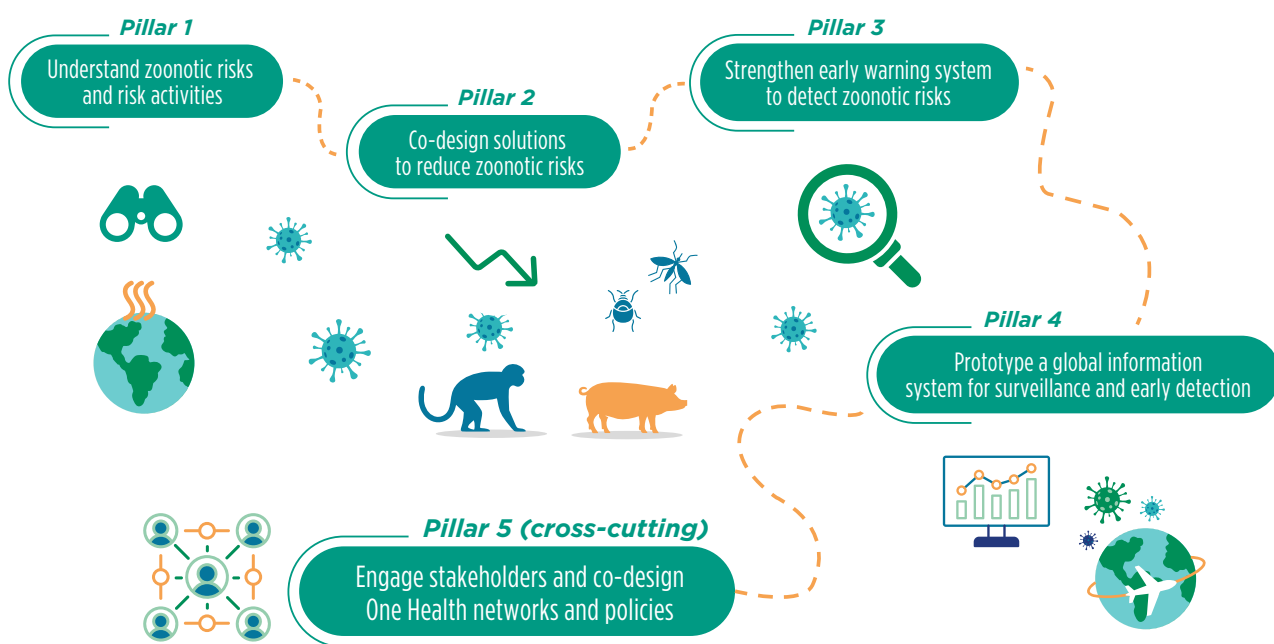 Pillar 1
Understand zoonotic risks
and risk activities
Pillar 2
Co-design solutions
to reduce zoonotic risks
Pillar 3
Strengthen early warning system
to detect zoonotic risks
Pillar 4
Prototype a global information
system for surveillance and early detection
Pillar 5 (cross-cutting)
Engage stakeholders and co-design
One Health networks and policies